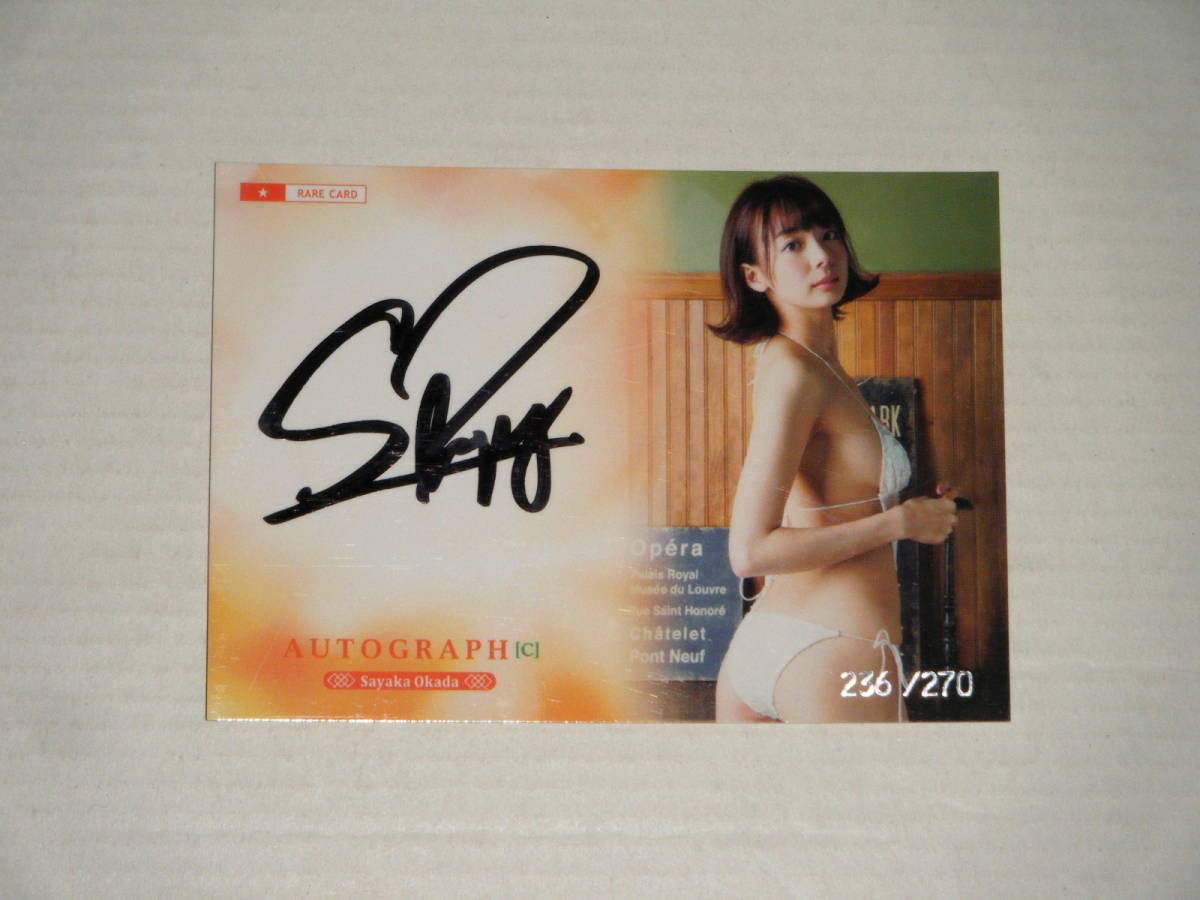 ★ RARE CARD
ARK
Opéra
Palais Royal
Musée du Louvre
Rue Saint Honoré
Châtelet
Pont Neuf
AUTOGRAPH [C]
Sayaka Okada
236 /270